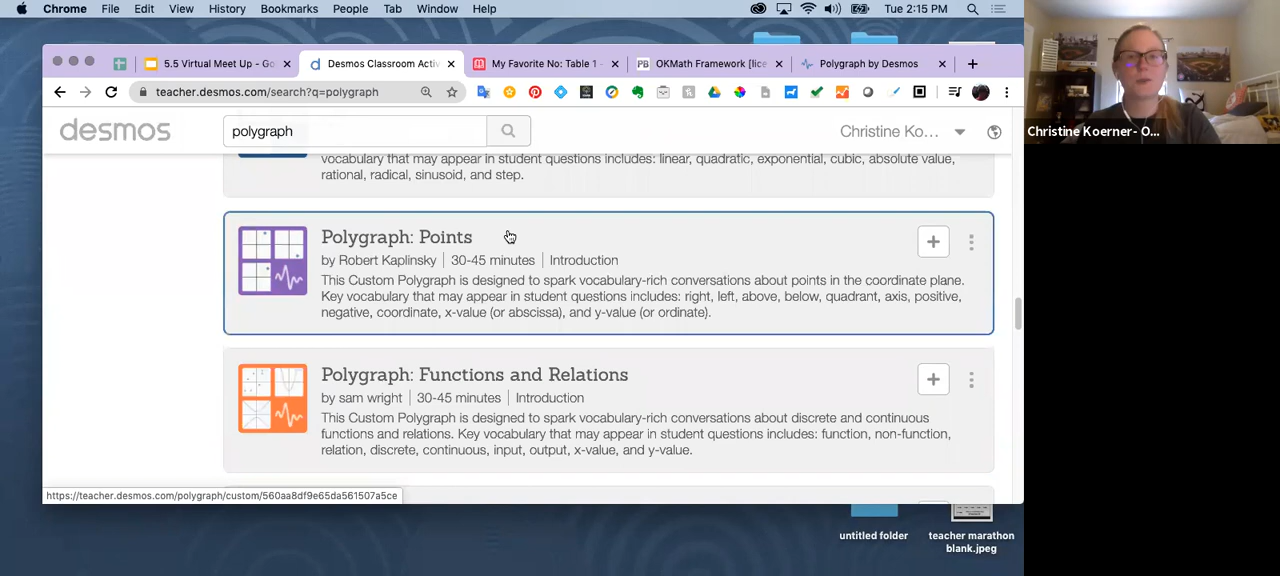 Chrome File Edit View History Bookmarks People Tab Window Help Tue 2:15 PM
5.5 Virtual Meet Up - Go Desmos Classroom Acti My Favorite No: Table 1 - OKMath Framework [lice Polygraph by Desmos
teacher.desmos.com/search?q=polygraph
Christine Koerner- O...
desmos polygraph Christine Ko...
vocabulary that may appear in student questions includes: linear, quadratic, exponential, cubic, absolute value,
rational, radical, sinusoid, and step.
Polygraph: Points
by Robert Kaplinsky 30-45 minutes Introduction
This Custom Polygraph is designed to spark vocabulary-rich conversations about points in the coordinate plane.
Key vocabulary that may appear in student questions includes: right, left, above, below, quadrant, axis, positive,
negative, coordinate, x-value (or abscissa), and y-value (or ordinate).
Polygraph: Functions and Relations
by sam wright 30-45 minutes Introduction
This Custom Polygraph is designed to spark vocabulary-rich conversations about discrete and continuous
functions and relations. Key vocabulary that may appear in student questions includes: function, non-function,
relation, discrete, continuous, input, output, x-value, and y-value.
https://teacher.desmos.com/polygraph/custom/560aa8df9e65da561507a5ce
untitled folder teacher marathon
blank.jpeg